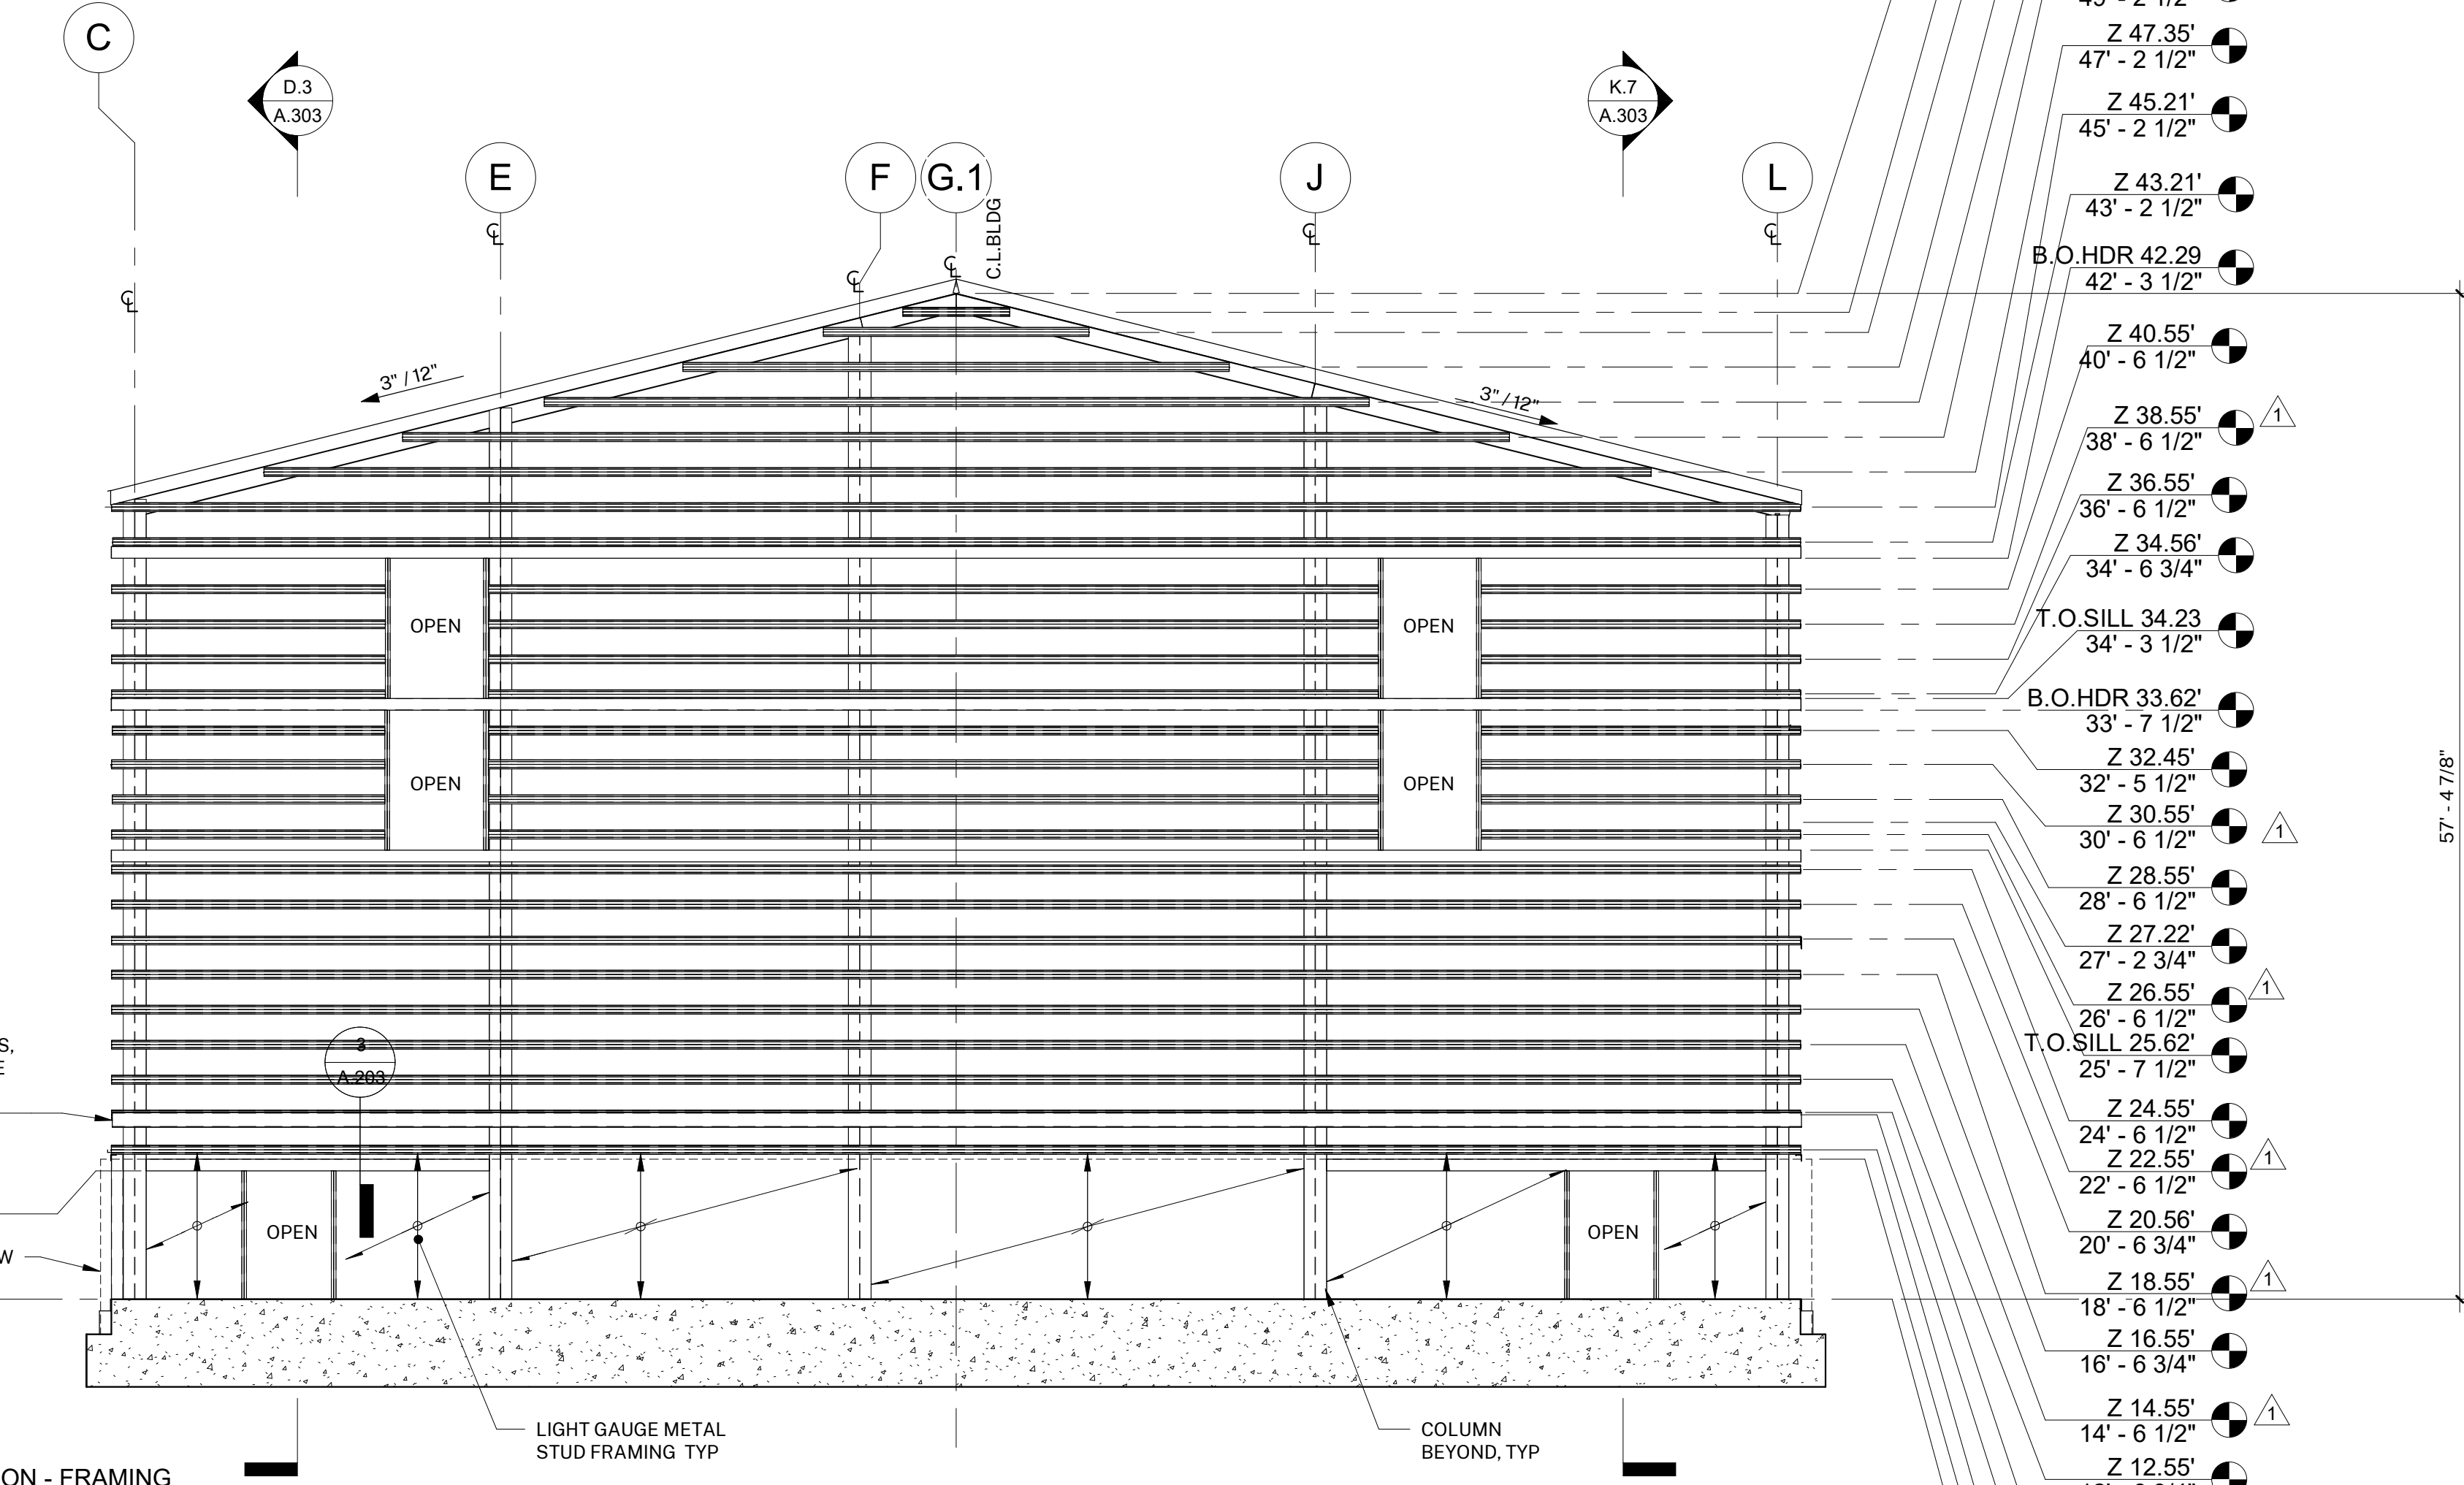 C
D.3
A.303
E
F
G.1
J
K.7
A.303
L
C.L.BLDG
3" / 12"
3" / 12"
OPEN
OPEN
OPEN
OPEN
3
A.203
S,
E
W
OPEN
OPEN
LIGHT GAUGE METAL
STUD FRAMING TYP
COLUMN
BEYOND, TYP
ON - FRAMING
49' - 2 1/2"
Z 47.35'
47' - 2 1/2"
Z 45.21'
45' - 2 1/2"
Z 43.21'
43' - 2 1/2"
B.O.HDR 42.29
42' - 3 1/2"
Z 40.55'
40' - 6 1/2"
Z 38.55'
38' - 6 1/2"
1
Z 36.55'
36' - 6 1/2"
Z 34.56'
34' - 6 3/4"
T.O.SILL 34.23
34' - 3 1/2"
B.O.HDR 33.62'
33' - 7 1/2"
Z 32.45'
32' - 5 1/2"
Z 30.55'
30' - 6 1/2"
1
Z 28.55'
28' - 6 1/2"
Z 27.22'
27' - 2 3/4"
Z 26.55'
26' - 6 1/2"
1
T.O.SILL 25.62'
25' - 7 1/2"
Z 24.55'
24' - 6 1/2"
Z 22.55'
22' - 6 1/2"
1
Z 20.56'
20' - 6 3/4"
Z 18.55'
18' - 6 1/2"
1
Z 16.55'
16' - 6 3/4"
Z 14.55'
14' - 6 1/2"
1
Z 12.55'
57' - 4 7/8"